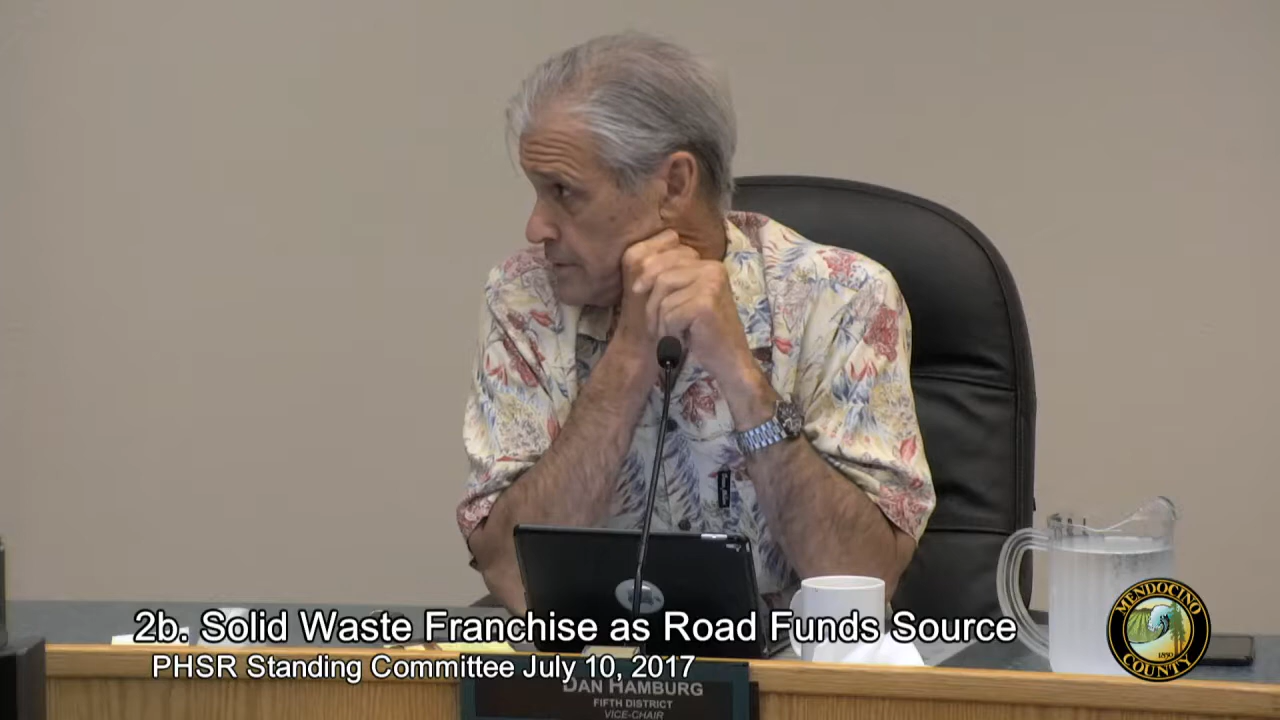 2b. Solid Waste Franchise as Road Funds Source
PHSR Standing Committee July 10, 2017
DAN HAMBURG
FIFTH DISTRICT
VICE-CHAIR
MENDOCINO
1850
COUNTY